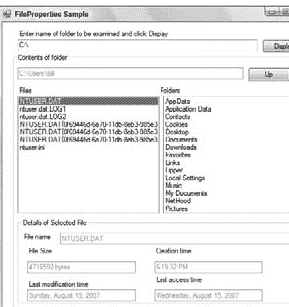 FileProperties Sample
Enter name of folder to be examined and click Display
C:\
Displ
Contents of folder
C:\Users\bill
Up
Files
Folders
NTUSER.DAT
ntuser.dat.LOG1
ntuser.dat.LOG2
ntuser.ini
AppData
Application Data
Contacts
Cookies
Desktop
Documents
Downloads
Favorites
Links
Lipper
Local Settings
Music
My Documents
NetHood
Pictures
Details of Selected File
File name
NTUSER.DAT
File Size
Creation time
4718592 bytes
6:19:32 PM
Last modification time
Last access time
Sunday, August 19, 2007
Wednesday, August 15, 2007